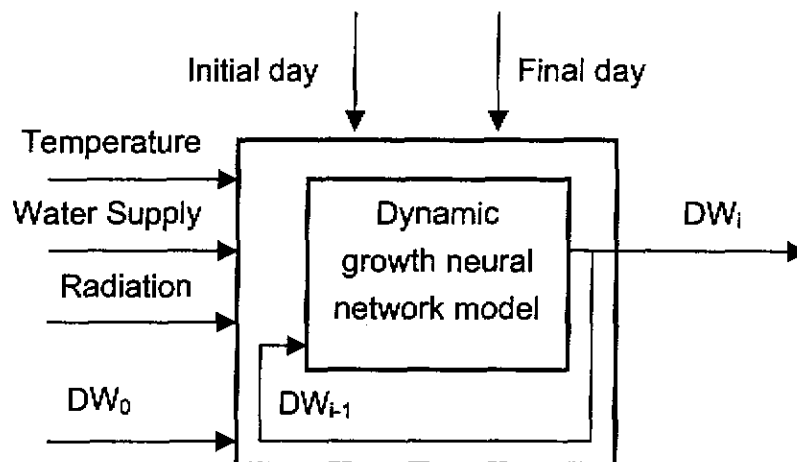 Initial day
Final day
Temperature
Water Supply
Radiation
DW₀
Dynamic
growth neural
network model
DWᵢ₋₁
DWᵢ